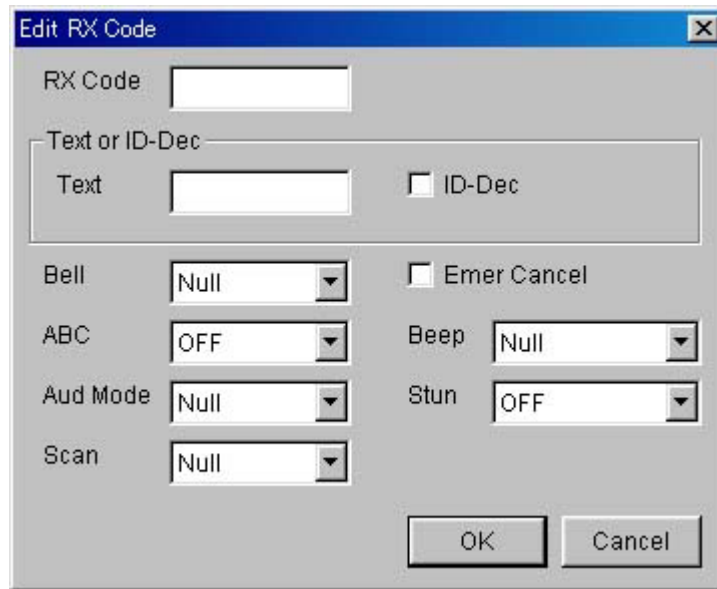 Edit RX Code
RX Code
Text or ID-Dec
Text ID-Dec
Bell Null Emer Cancel
ABC OFF Beep Null
Aud Mode Null Stun OFF
Scan Null
OK Cancel